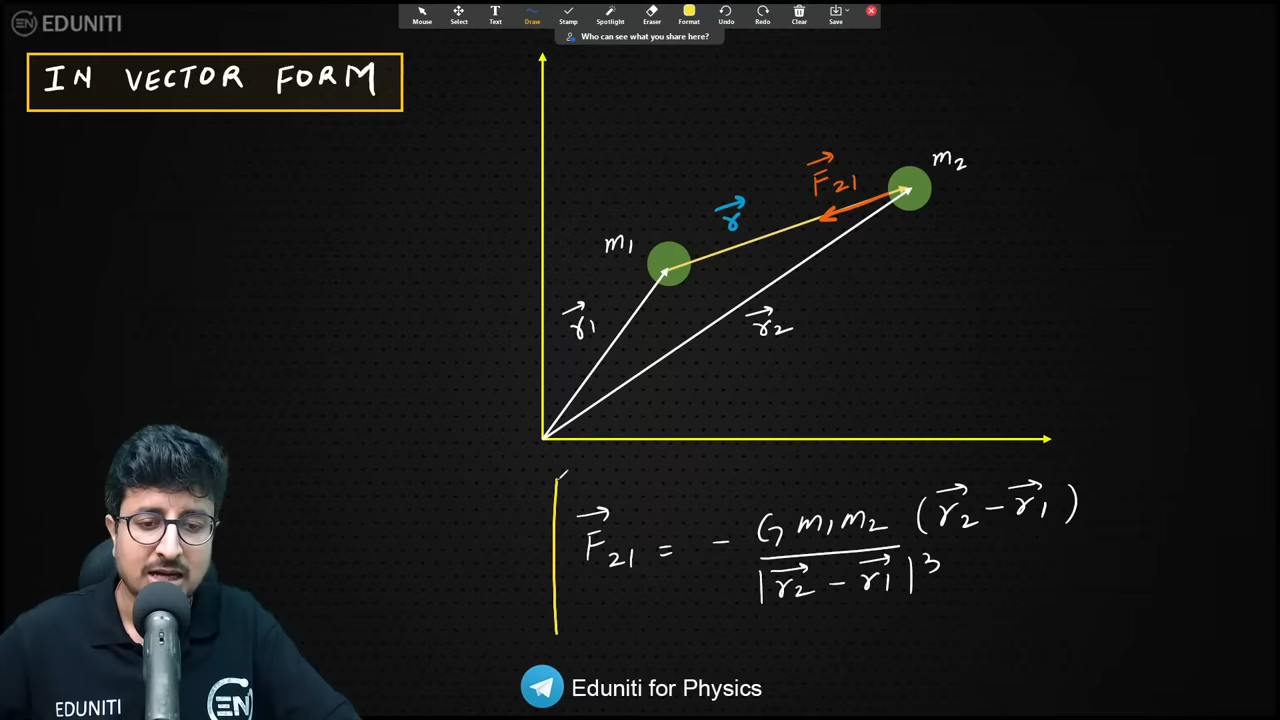 EDUNITI
Mouse Select Text Draw Stamp Spotlight Eraser Format Undo Redo Clear Save
Who can see what you share here?
IN VECTOR FORM
m₂
F⃗₂₁
r⃗
m₁
r⃗₁
r⃗₂
F⃗₂₁ = - G m₁m₂ (r⃗₂ - r⃗₁)
|r⃗₂ - r⃗₁|³
Eduniti for Physics
EDUNITI
EN